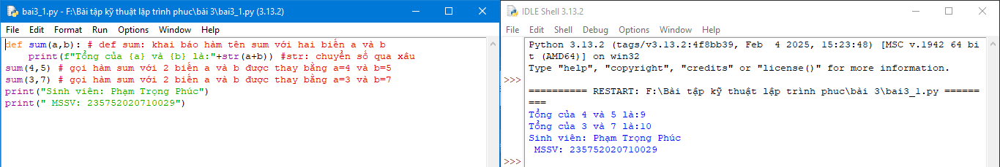 bai3_1.py - F:\Bài tập kỹ thuật lập trình phuc\bài 3\bai3_1.py (3.13.2)
File Edit Format Run Options Window Help
def sum(a,b): # def sum: khai báo hàm tên sum với hai biến a và b
    print(f"Tổng của {a} và {b} là:"+str(a+b)) #str: chuyển số qua xâu
sum(4,5) # gọi hàm sum với 2 biến a và b được thay bằng a=4 và b=5
sum(3,7) # gọi hàm sum với 2 biến a và b được thay bằng a=3 và b=7
print("Sinh viên: Phạm Trọng Phúc")
print(" MSSV: 235752020710029")
IDLE Shell 3.13.2
File Edit Shell Debug Options Window Help
Python 3.13.2 (tags/v3.13.2:4f8bb39, Feb  4 2025, 15:23:48) [MSC v.1942 64 bi
t (AMD64)] on win32
Type "help", "copyright", "credits" or "license()" for more information.
>>>
========== RESTART: F:\Bài tập kỹ thuật lập trình phuc\bài 3\bai3_1.py =======
===
Tổng của 4 và 5 là:9
Tổng của 3 và 7 là:10
Sinh viên: Phạm Trọng Phúc
 MSSV: 235752020710029
>>>